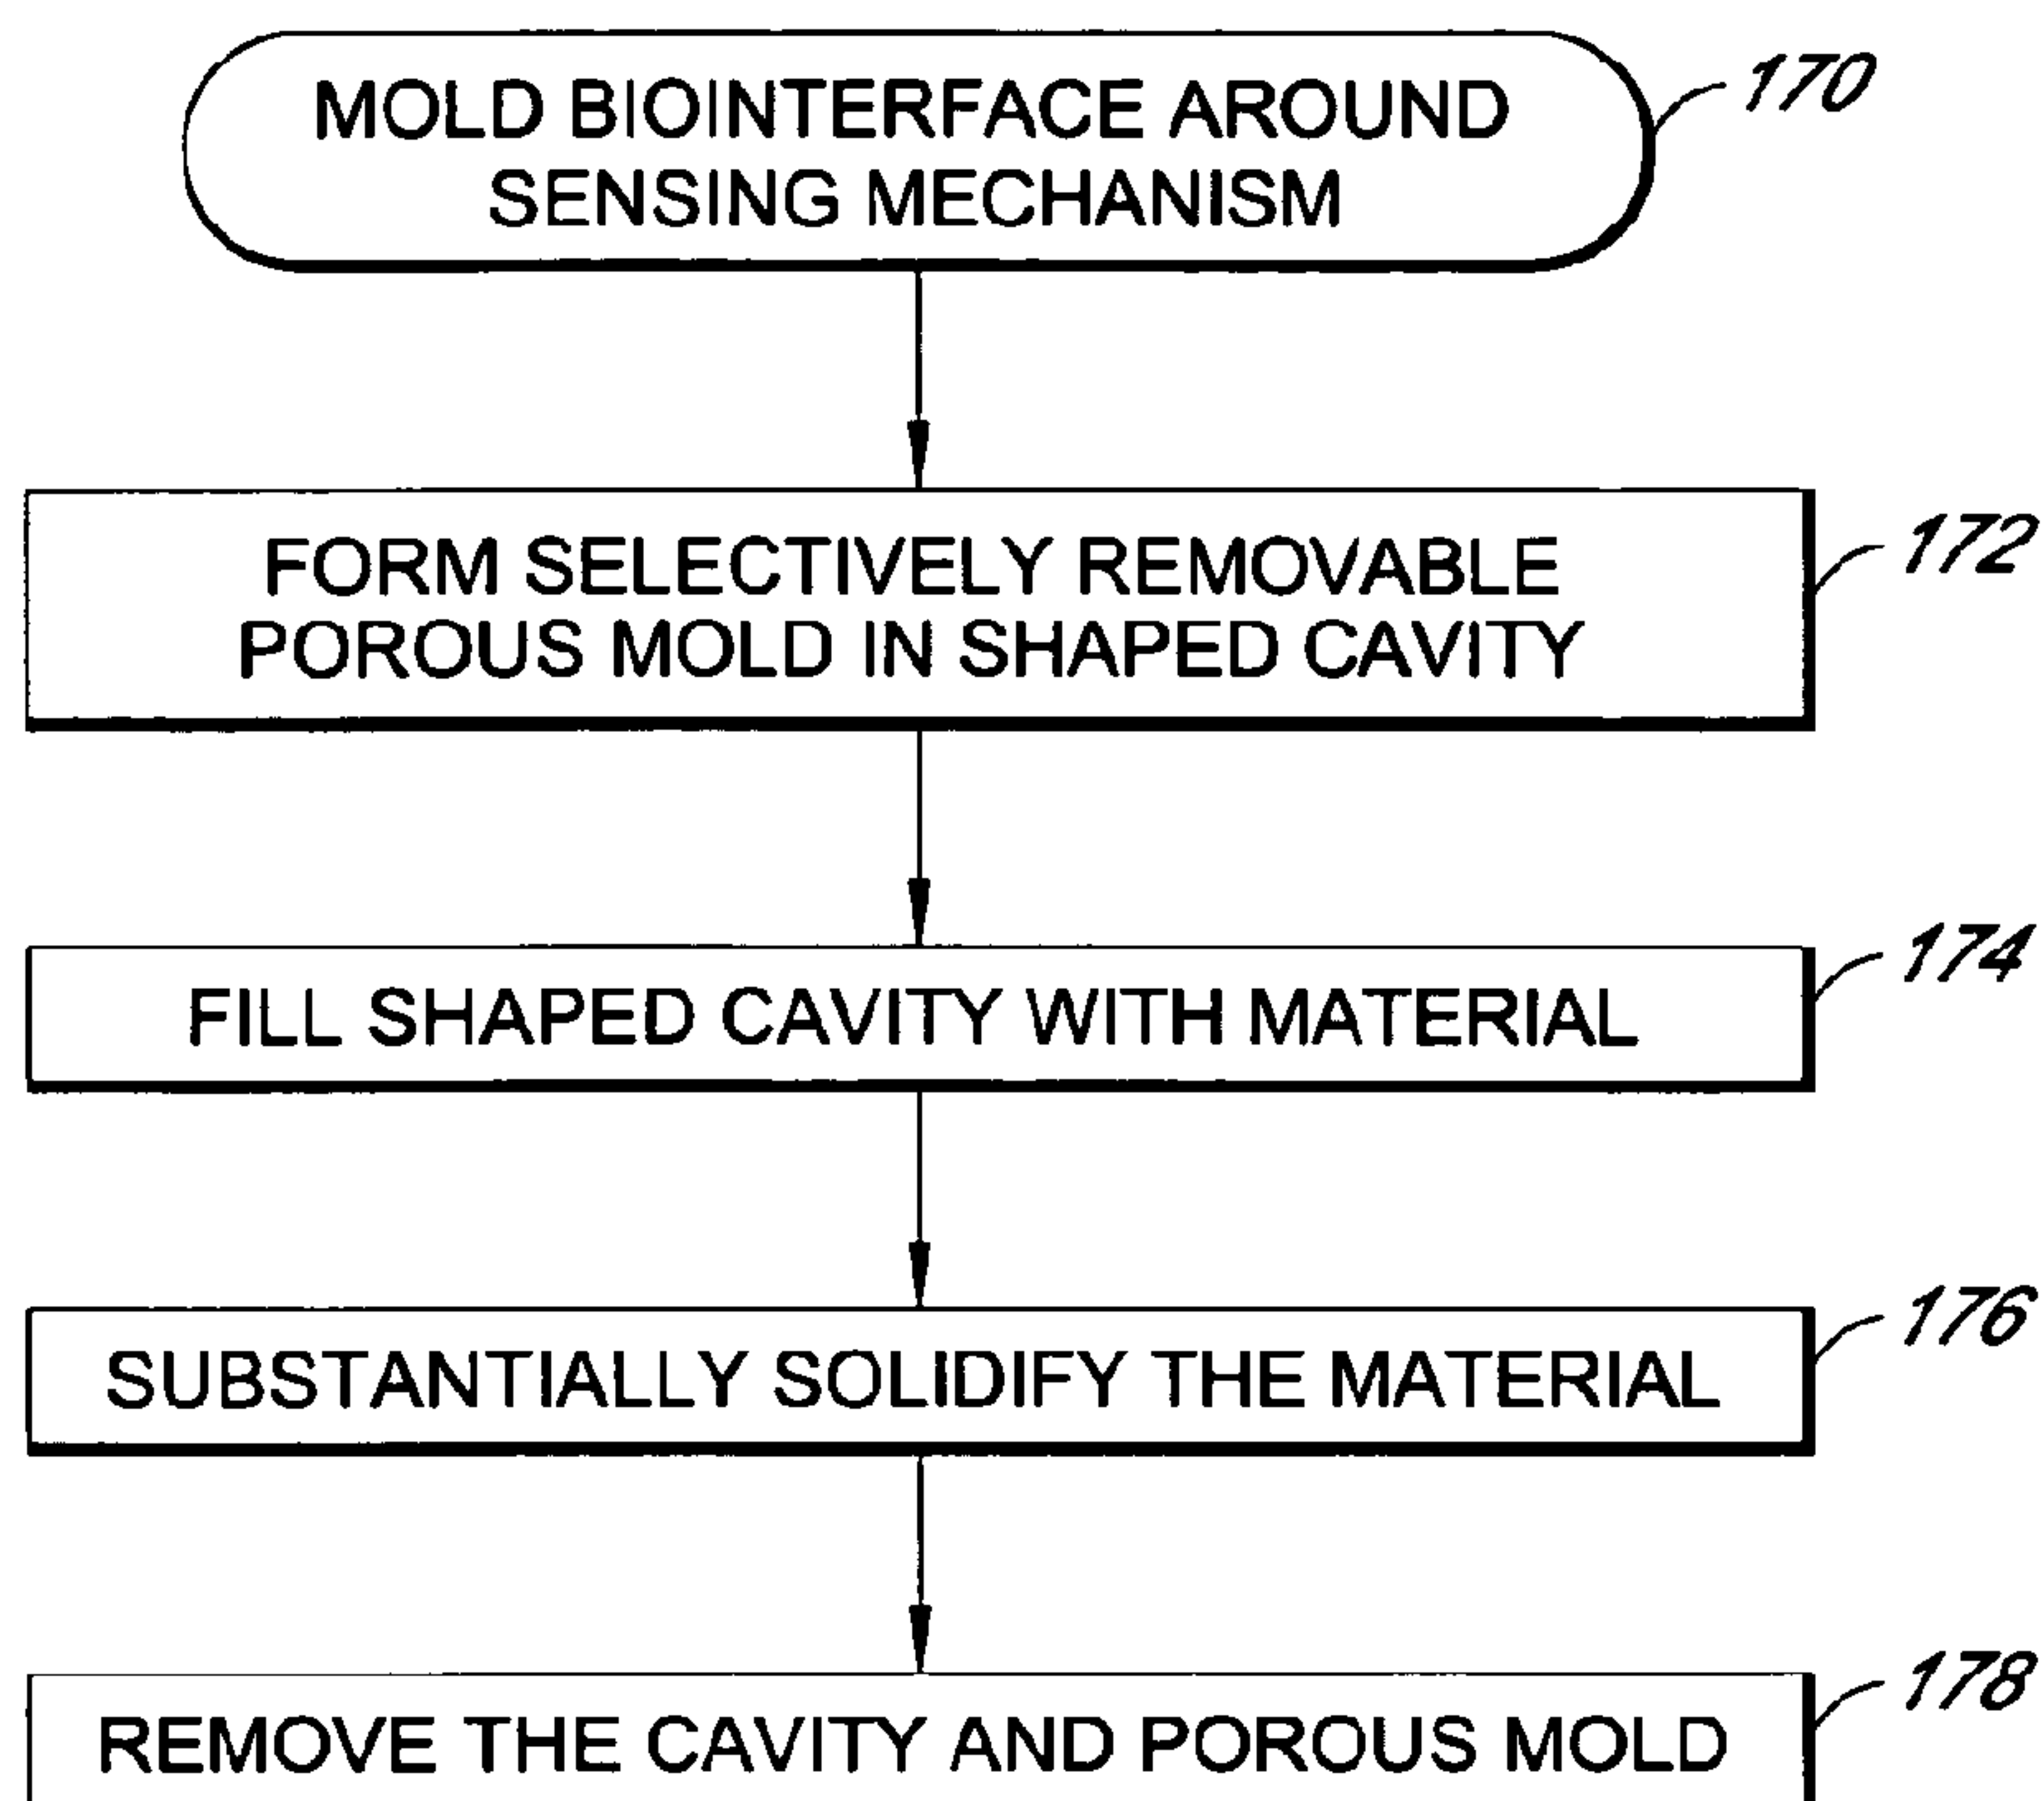 MOLD BIOINTERFACE AROUND
SENSING MECHANISM
170
FORM SELECTIVELY REMOVABLE
POROUS MOLD IN SHAPED CAVITY
172
FILL SHAPED CAVITY WITH MATERIAL
174
SUBSTANTIALLY SOLIDIFY THE MATERIAL
176
REMOVE THE CAVITY AND POROUS MOLD
178